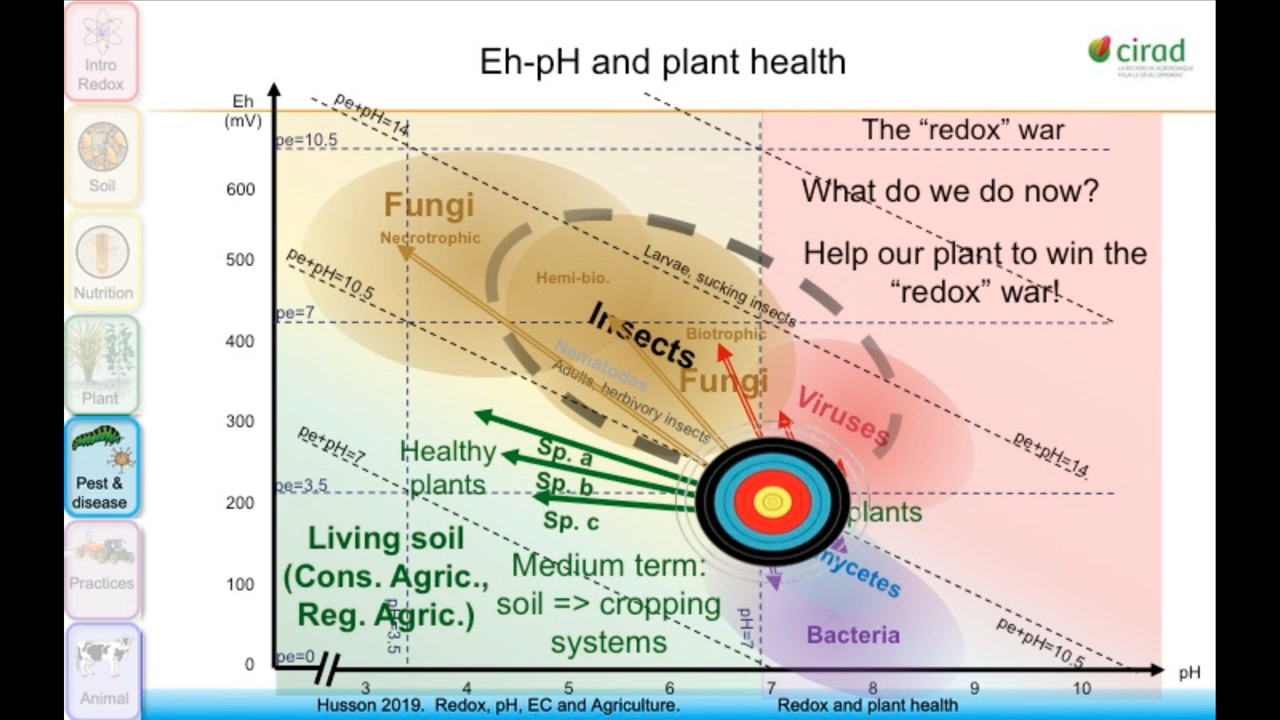 Intro
Redox
Soil
Nutrition
Plant
Pest &
disease
Practices
Animal
Eh-pH and plant health
cirad
LA RECHERCHE AGRONOMIQUE
POUR LE DÉVELOPPEMENT
Eh
(mV)
600
500
400
300
200
100
0
pe+pH=14
pe=10.5
pe+pH=10.5
pe=7
pe+pH=7
pe=3.5
pe=0
pH=3.5
pH=7
The “redox” war
What do we do now?
Help our plant to win the
“redox” war!
Fungi
Necrotrophic
Hemi-bio.
Larvae, sucking insects
Insects
Biotrophic
Nematodes
Fungi
Adults, herbivory insects
Viruses
pe+pH=14
Healthy
plants
Sp. a
Sp. b
Sp. c
plants
Living soil
(Cons. Agric.,
Reg. Agric.)
Medium term:
soil => cropping
systems
mycetes
Bacteria
pe+pH=10.5
pH
3 4 5 6 7 8 9 10
Husson 2019. Redox, pH, EC and Agriculture.
Redox and plant health